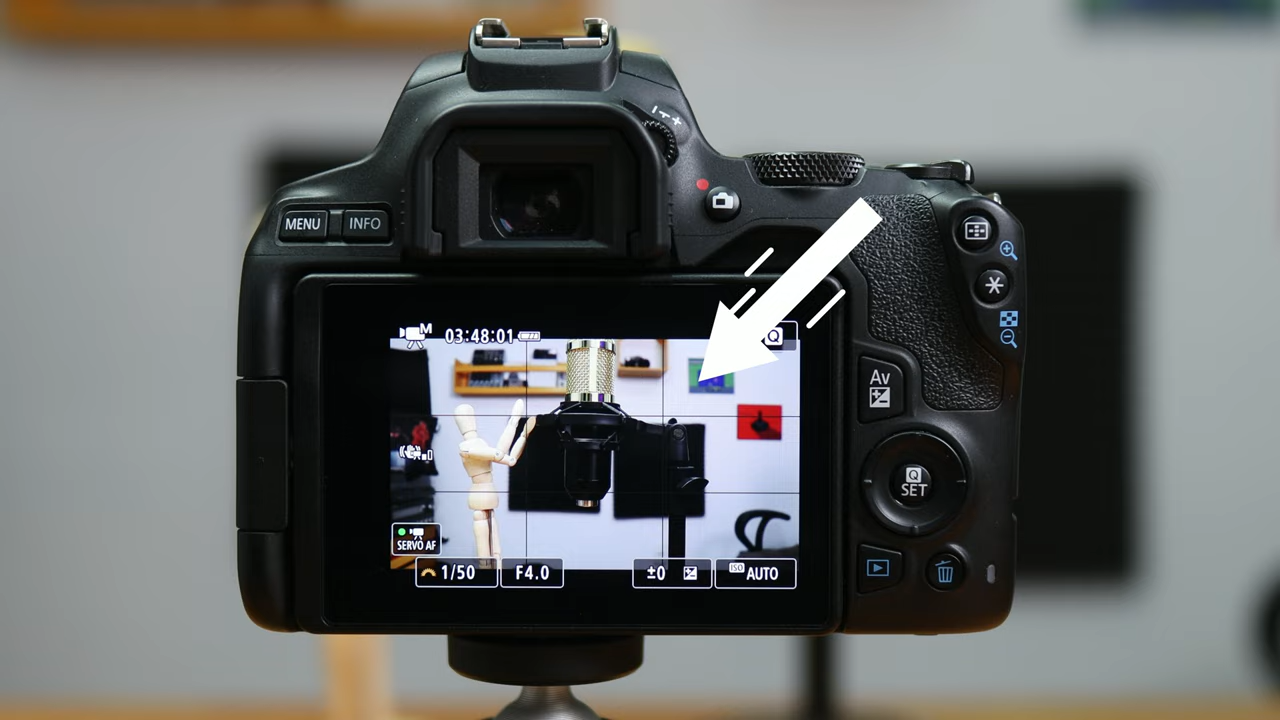 MENU INFO
M 03:48:01 Q
Av
Q
SET
SERVO AF
1/50 F4.0 ±0 ISO AUTO